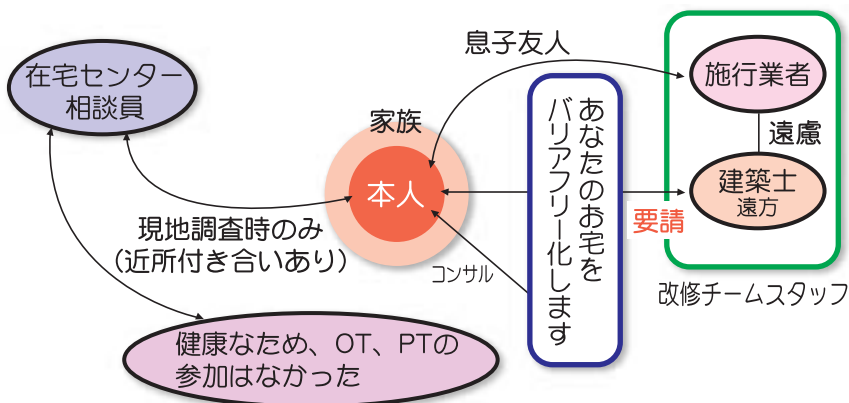 息子友人
在宅センター
相談員
施行業者
家族
遠慮
あなたのお宅を
バリアフリー化します
本人
建築士
遠方
要請
現地調査時のみ
(近所付き合いあり)
コンサル
改修チームスタッフ
健康なため、OT、PTの
参加はなかった